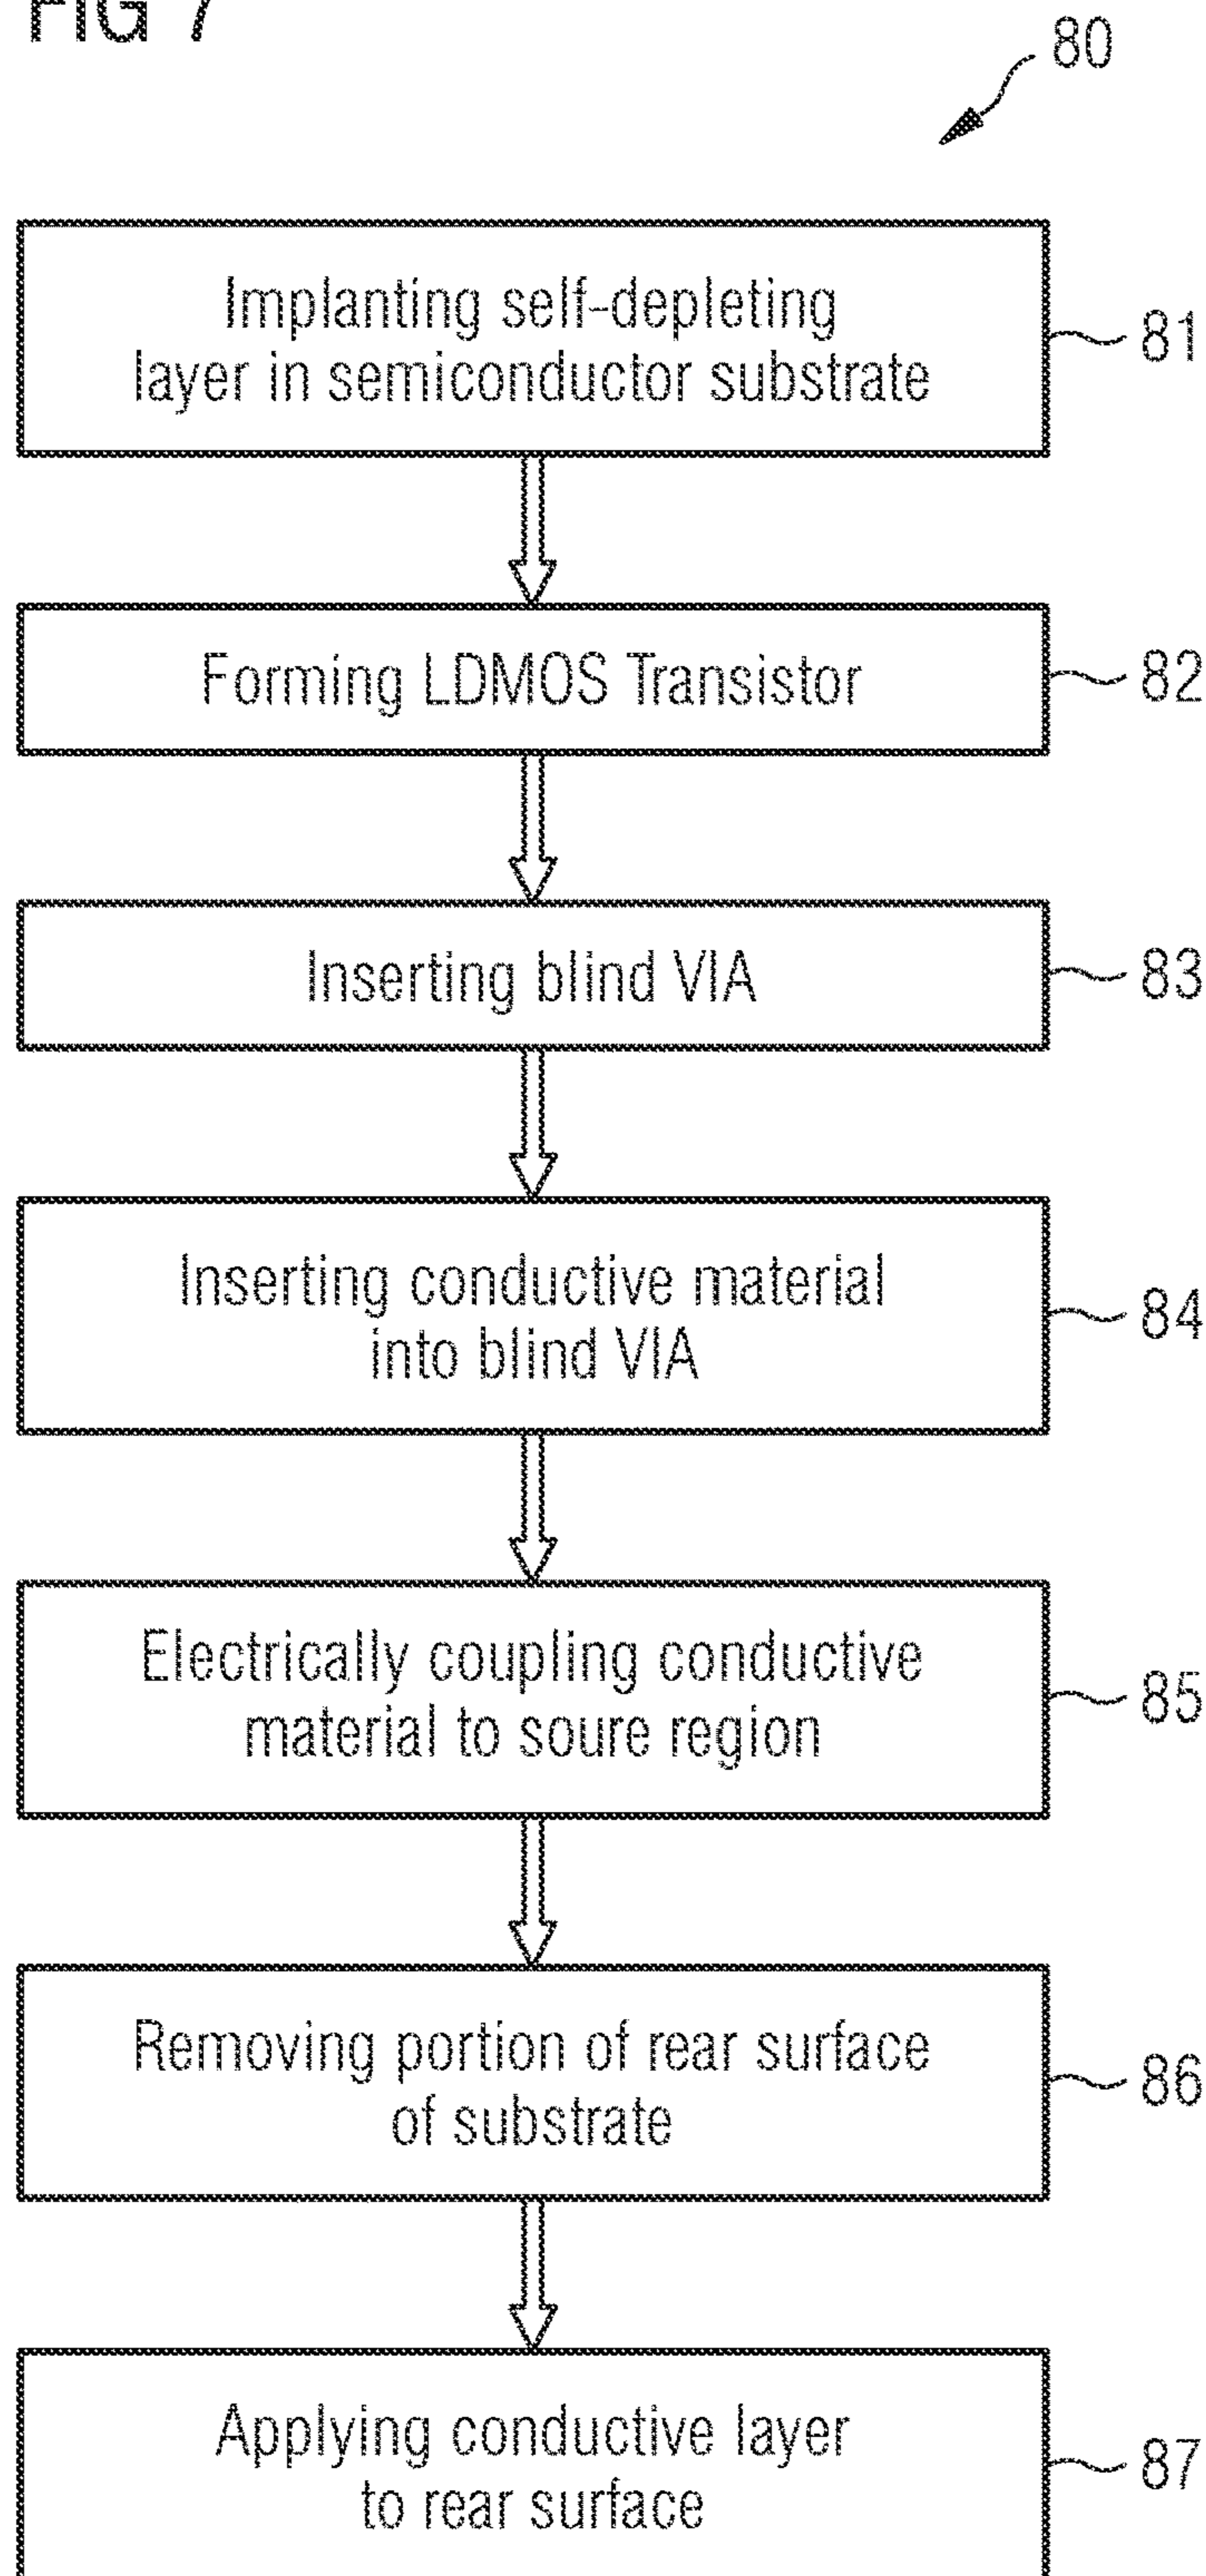 FIG 7
80
Implanting self-depleting
layer in semiconductor substrate
81
Forming LDMOS Transistor
82
Inserting blind VIA
83
Inserting conductive material
into blind VIA
84
Electrically coupling conductive
material to soure region
85
Removing portion of rear surface
of substrate
86
Applying conductive layer
to rear surface
87